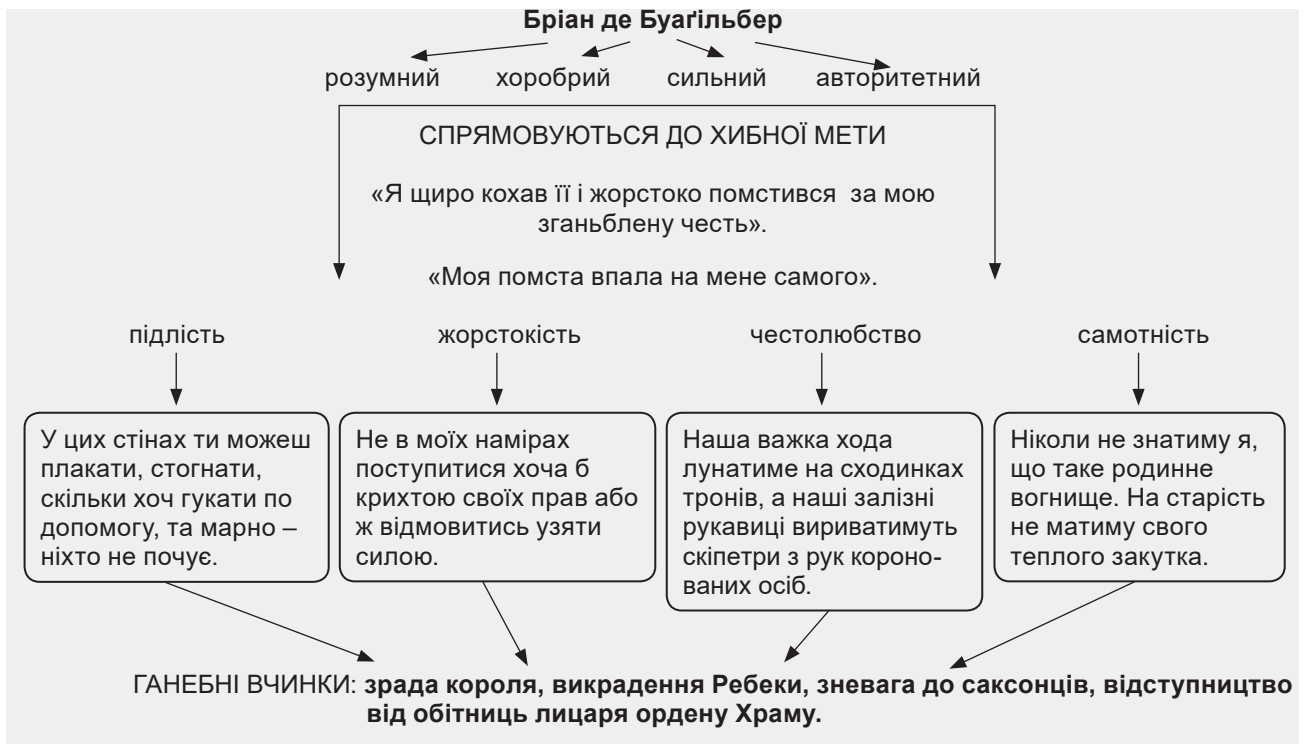 Бріан де Буаґільбер
розумний хоробрий сильний авторитетний
СПРЯМОВУЮТЬСЯ ДО ХИБНОЇ МЕТИ
«Я щиро кохав її і жорстоко помстився за мою
зганьблену честь».
«Моя помста впала на мене самого».
підлість жорстокість честолюбство самотність
У цих стінах ти можеш
плакати, стогнати,
скільки хоч гукати по
допомогу, та марно –
ніхто не почує.
Не в моїх намірах
поступитися хоча б
крихтою своїх прав або
ж відмовитись узяти
силою.
Наша важка хода
лунатиме на сходинках
тронів, а наші залізні
рукавиці вириватимуть
скіпетри з рук короно-
ваних осіб.
Ніколи не знатиму я,
що таке родинне
вогнище. На старість
не матиму свого
теплого закутка.
ГАНЕБНІ ВЧИНКИ: зрада короля, викрадення Ребеки, зневага до саксонців, відступництво
від обітниць лицаря ордену Храму.